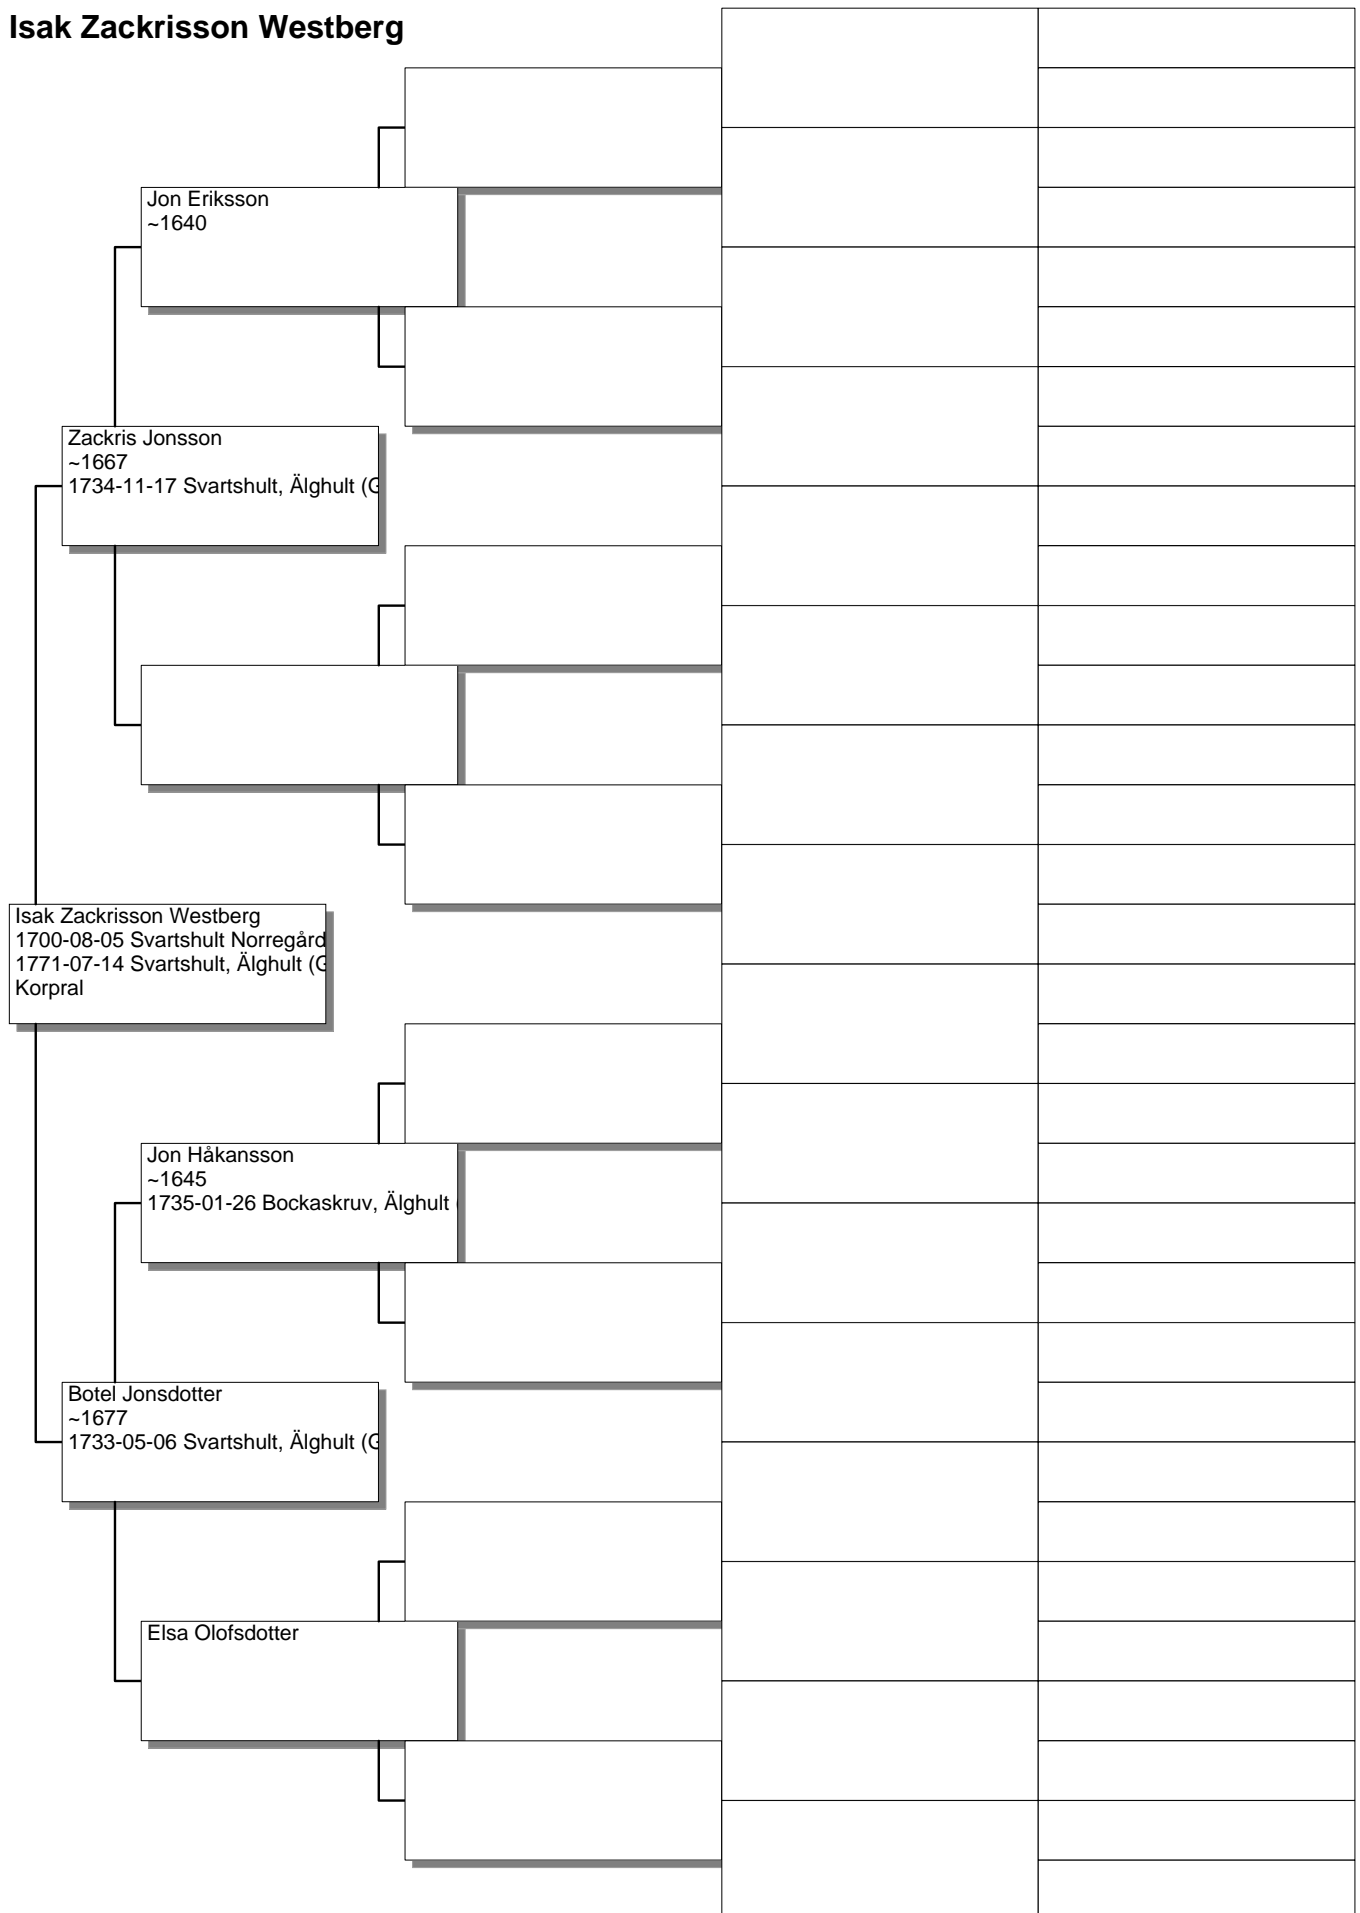 Isak Zackrisson Westberg
Jon Eriksson
~1640
Zackris Jonsson
~1667
1734-11-17 Svartshult, Älghult (
Isak Zackrisson Westberg
1700-08-05 Svartshult Norregård
1771-07-14 Svartshult, Älghult (
Korpral
Jon Håkansson
~1645
1735-01-26 Bockaskruv, Älghult
Botel Jonsdotter
~1677
1733-05-06 Svartshult, Älghult (
Elsa Olofsdotter